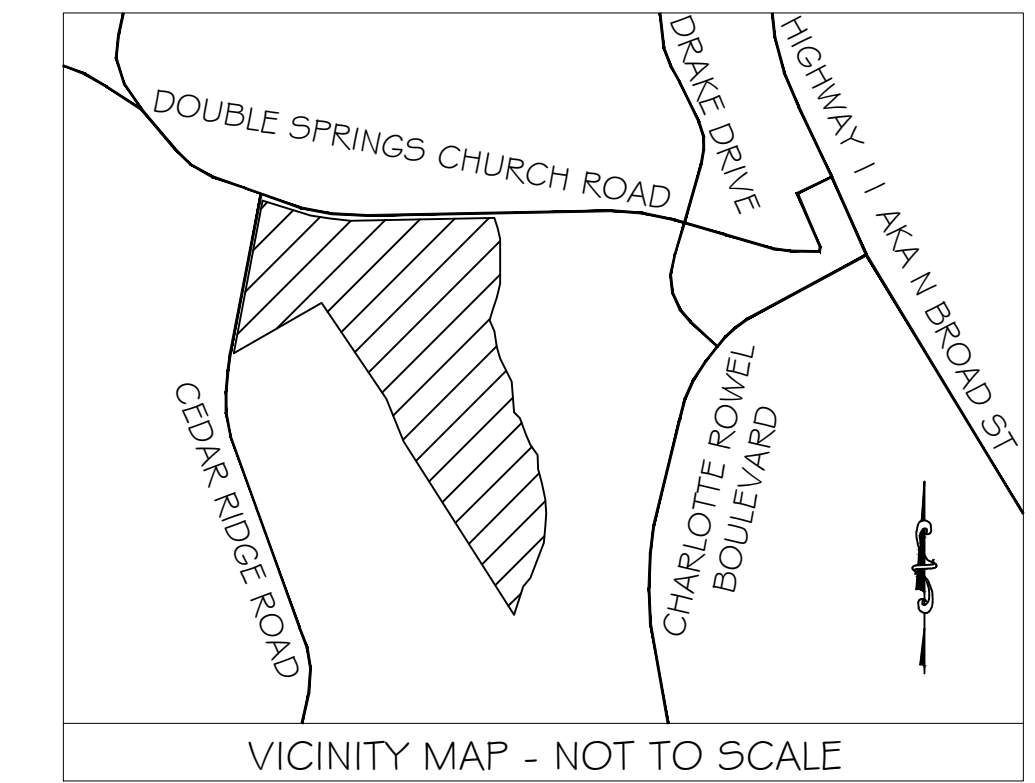 DOUBLE SPRINGS CHURCH ROAD
DRAKE DRIVE
HIGHWAY 11 AKA N BROAD ST
CEDAR RIDGE ROAD
CHARLOTTE ROWEL
BOULEVARD
VICINITY MAP - NOT TO SCALE